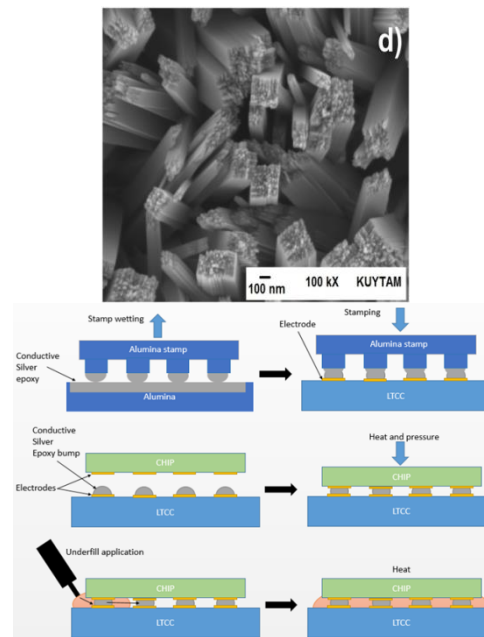 d)
100 nm
100 kX
KUYTAM
Stamp wetting
Alumina stamp
Conductive
Silver
epoxy
Alumina
Stamping
Electrode
Alumina stamp
LTCC
Conductive
Silver
Epoxy bump
Electrodes
CHIP
LTCC
Heat and pressure
CHIP
LTCC
Underfill application
CHIP
LTCC
Heat
CHIP
LTCC